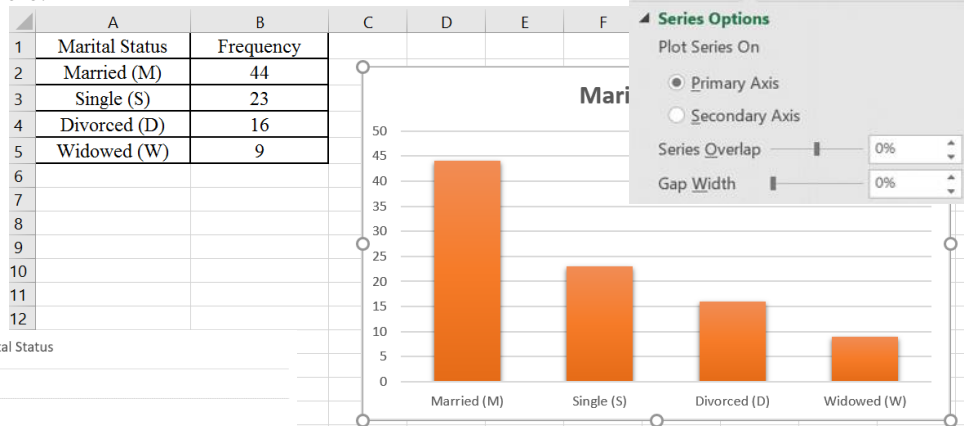 A B C D E F
1 Marital Status Frequency
2 Married (M) 44
3 Single (S) 23
4 Divorced (D) 16
5 Widowed (W) 9
6
7
8
9
10
11
12
Series Options
Plot Series On
Primary Axis
Secondary Axis
Series Overlap 0%
Gap Width 0%
Mari
50
45
40
35
30
25
20
15
10
5
0
Married (M) Single (S) Divorced (D) Widowed (W)
tal Status